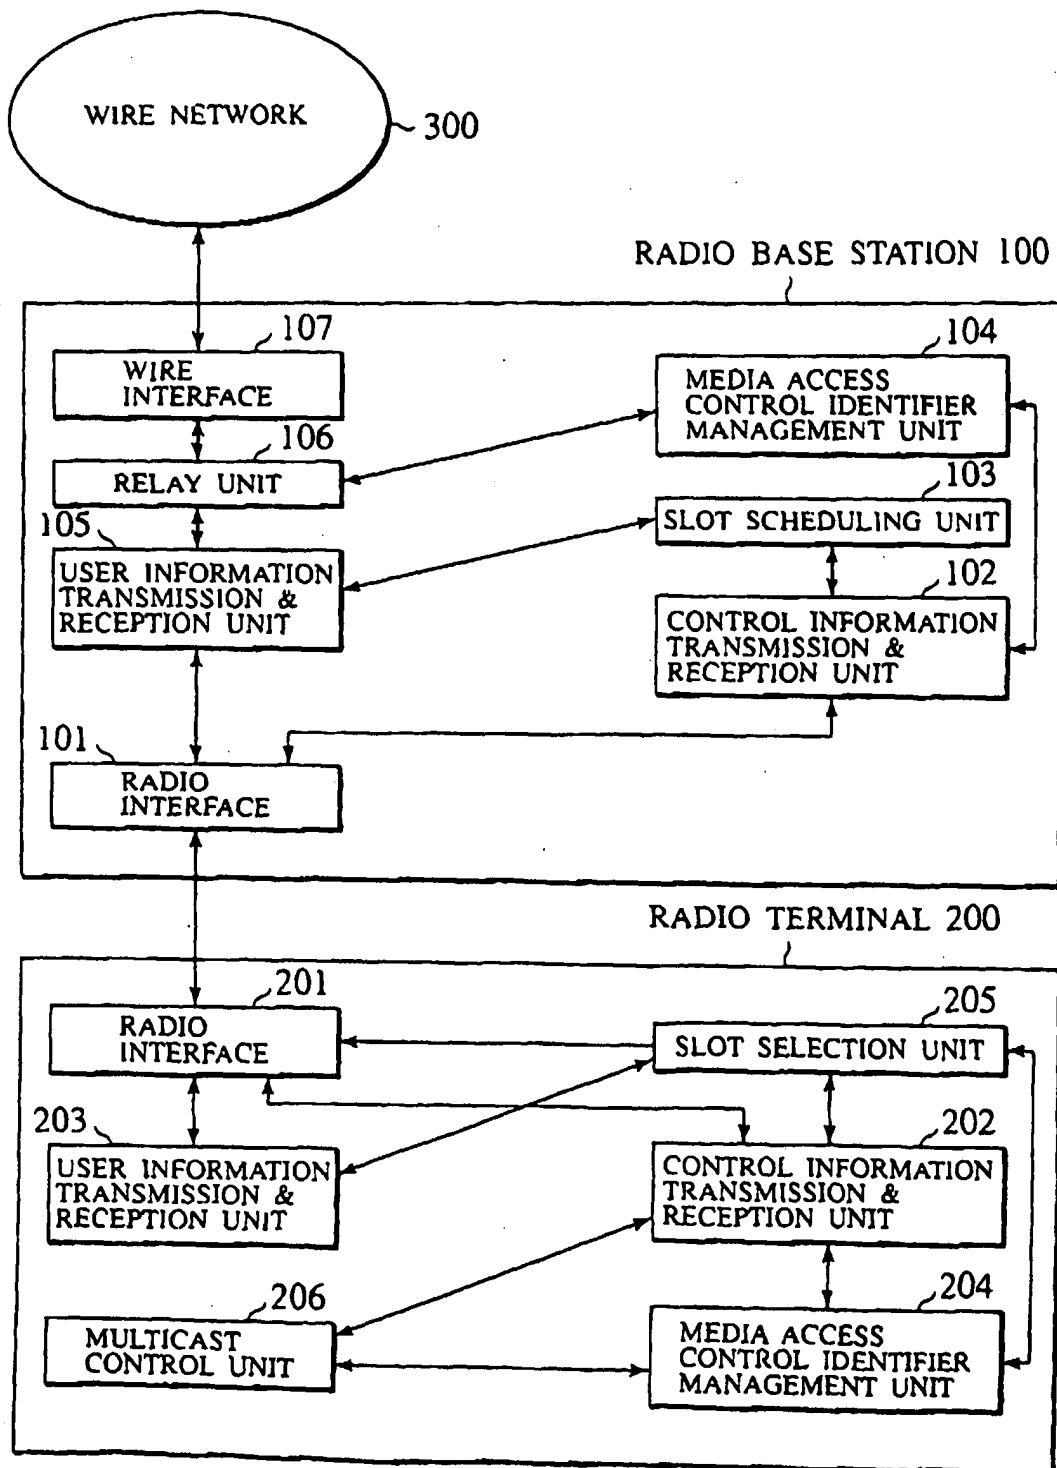 WIRE NETWORK
300
RADIO BASE STATION 100
107
WIRE
INTERFACE
104
MEDIA ACCESS
CONTROL IDENTIFIER
MANAGEMENT UNIT
106
RELAY UNIT
103
SLOT SCHEDULING UNIT
105
USER INFORMATION
TRANSMISSION &
RECEPTION UNIT
102
CONTROL INFORMATION
TRANSMISSION &
RECEPTION UNIT
101
RADIO
INTERFACE
RADIO TERMINAL 200
201
RADIO
INTERFACE
205
SLOT SELECTION UNIT
203
USER INFORMATION
TRANSMISSION &
RECEPTION UNIT
202
CONTROL INFORMATION
TRANSMISSION &
RECEPTION UNIT
206
MULTICAST
CONTROL UNIT
204
MEDIA ACCESS
CONTROL IDENTIFIER
MANAGEMENT UNIT